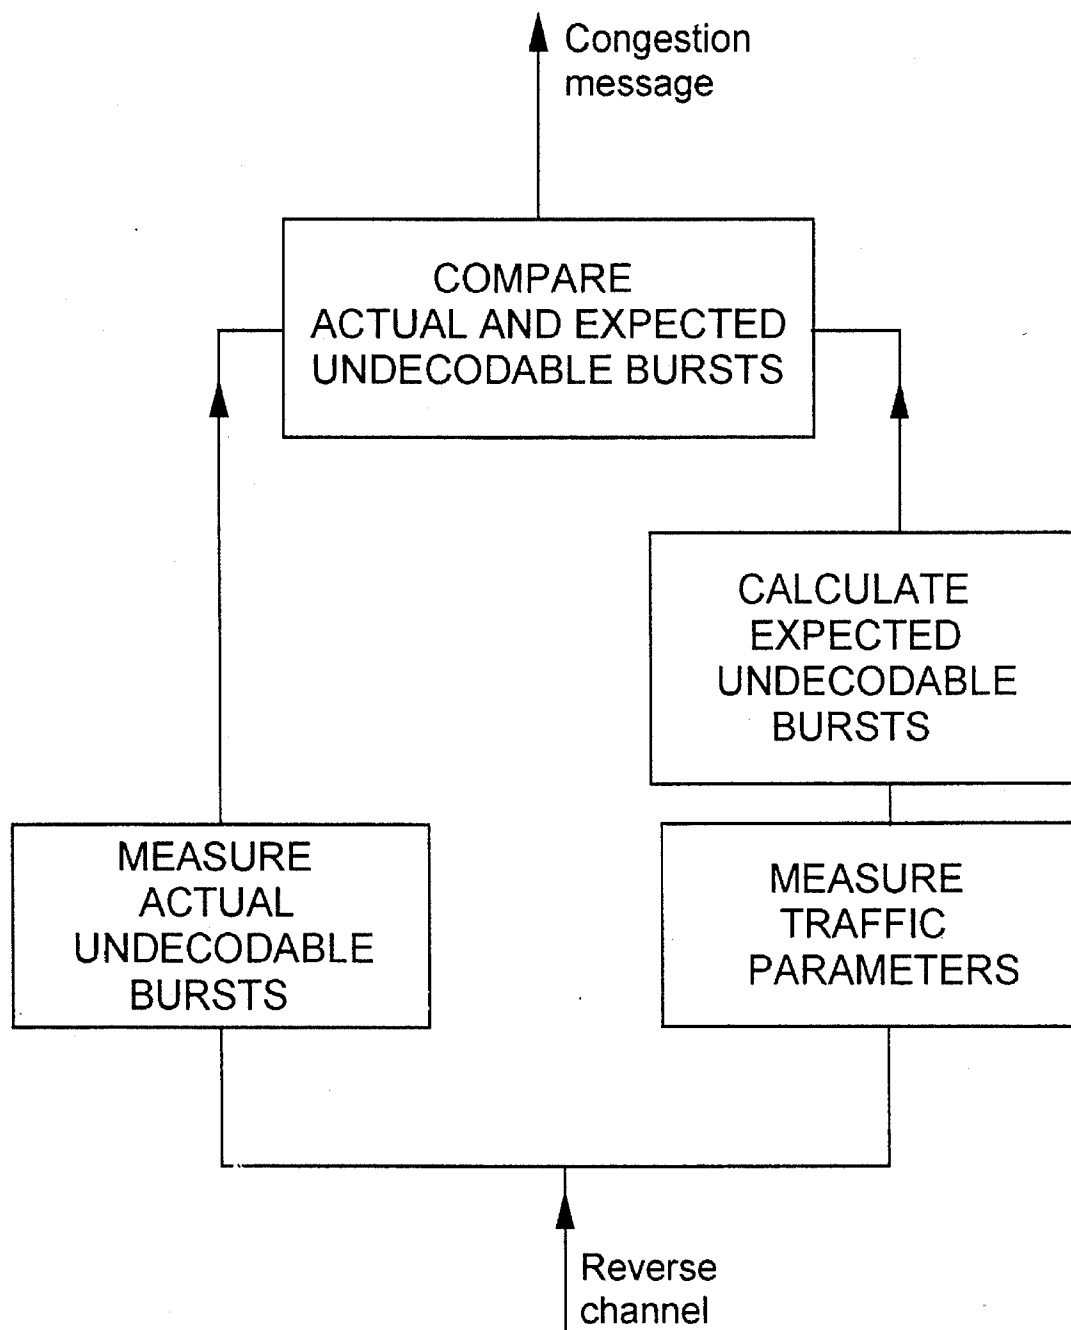 Congestion
message
COMPARE
ACTUAL AND EXPECTED
UNDECODABLE BURSTS
CALCULATE
EXPECTED
UNDECODABLE
BURSTS
MEASURE
ACTUAL
UNDECODABLE
BURSTS
MEASURE
TRAFFIC
PARAMETERS
Reverse
channel